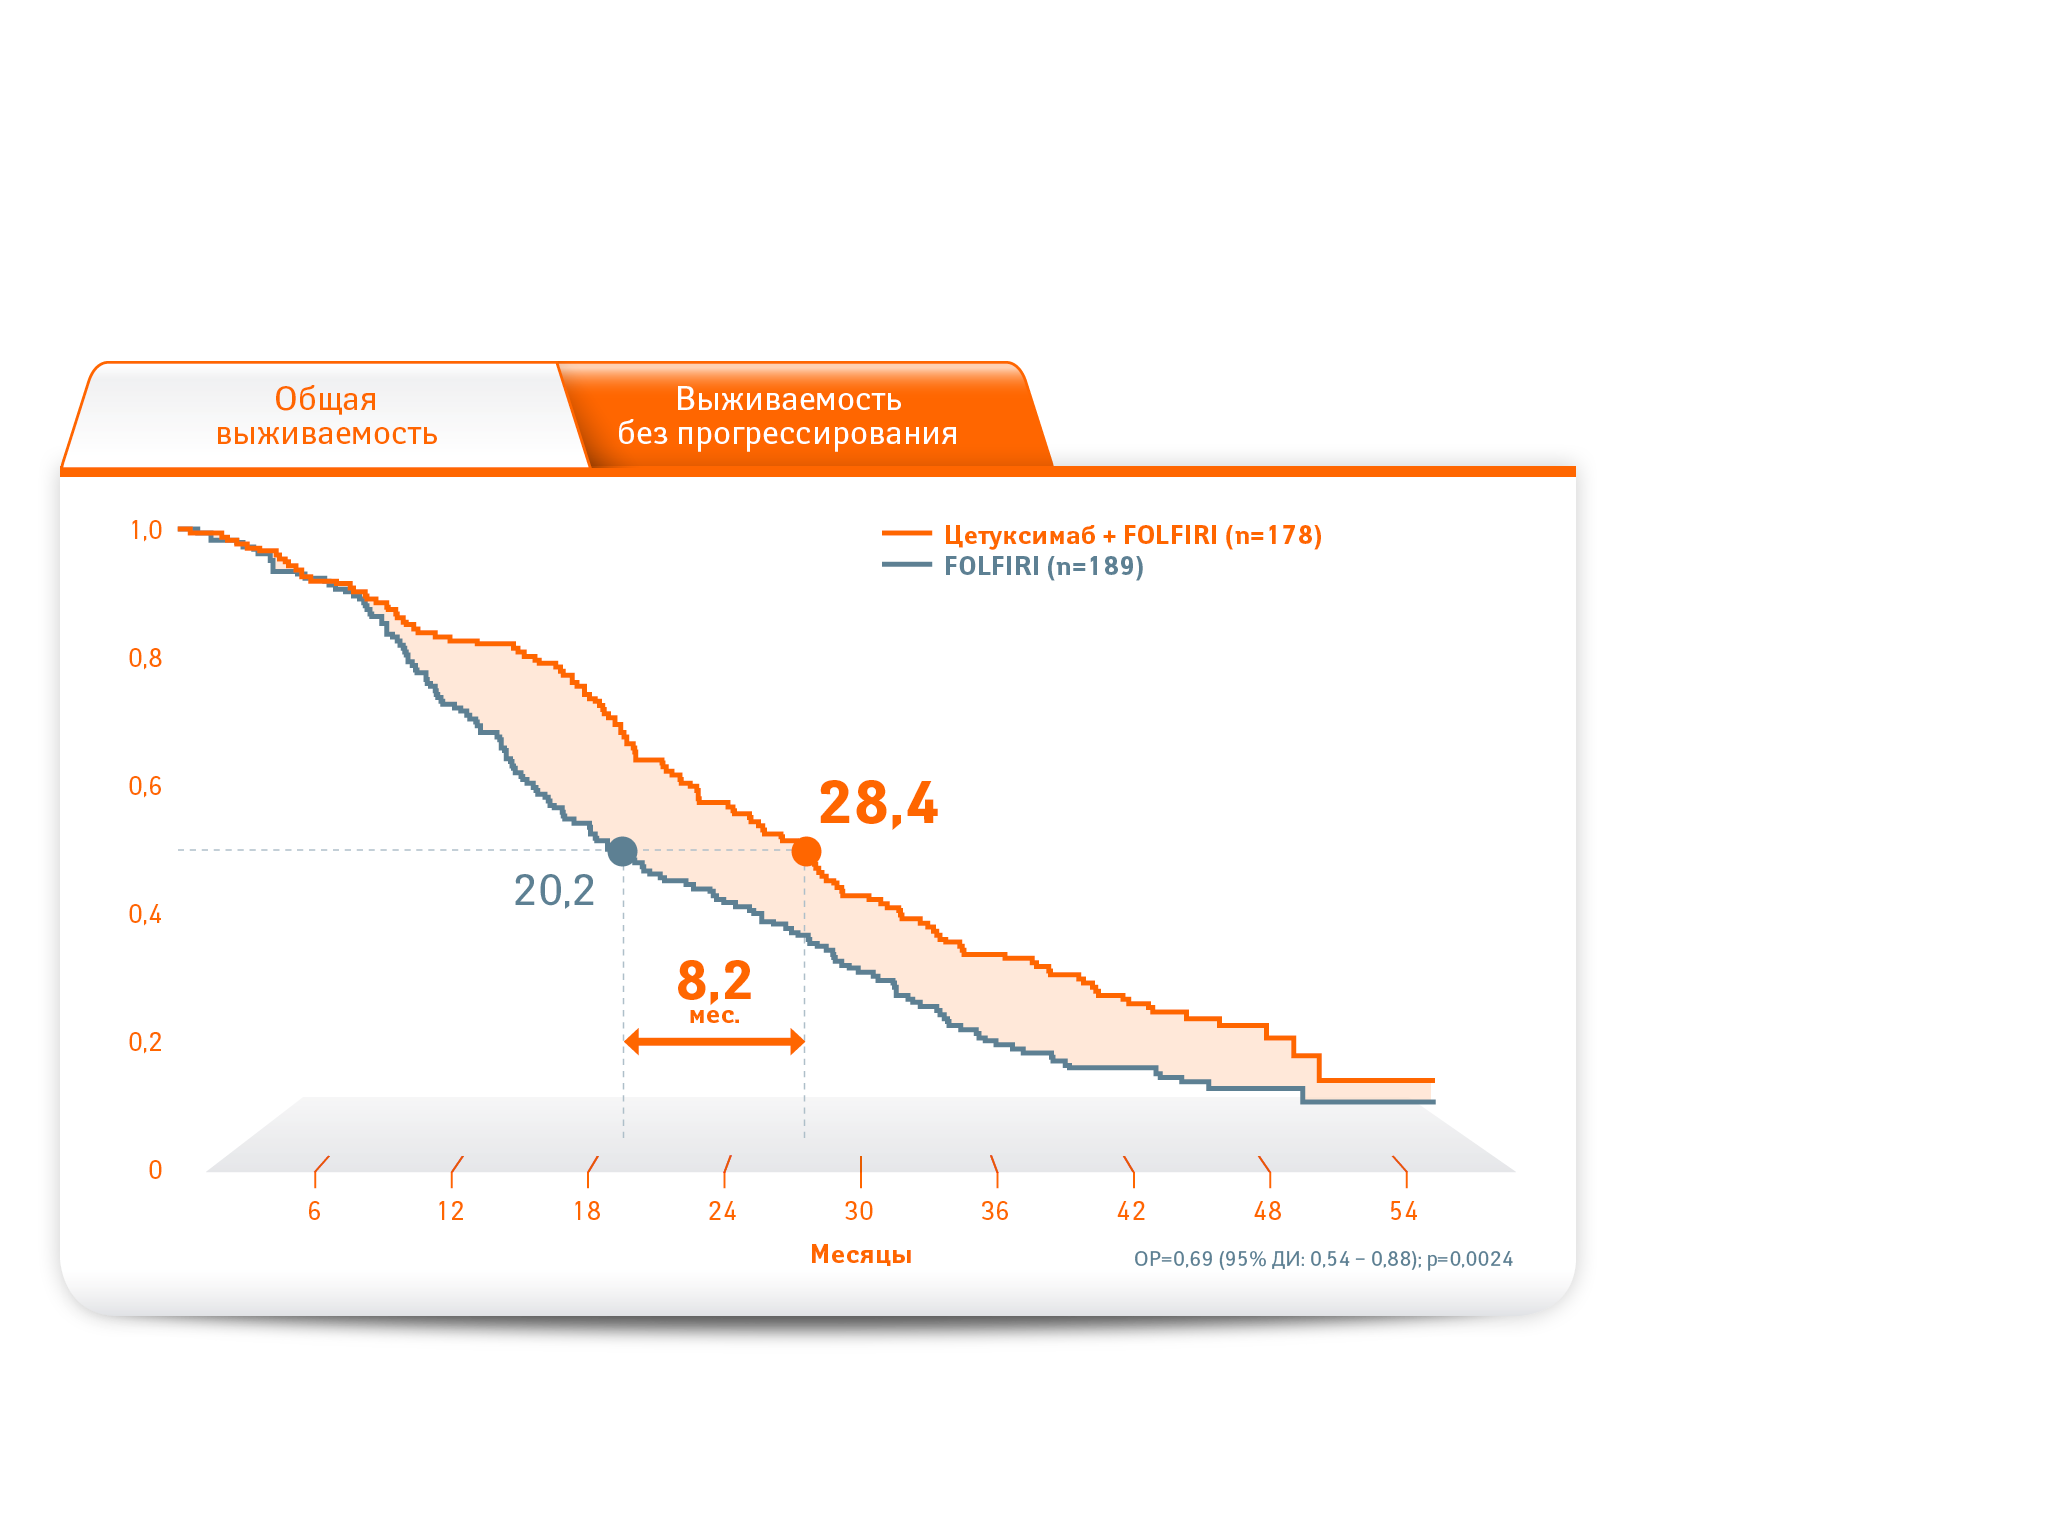 Общая
выживаемость
Выживаемость
без прогрессирования
1,0
0,8
0,6
0,4
0,2
0
Цетуксимаб + FOLFIRI (n=178)
FOLFIRI (n=189)
28,4
20,2
8,2
мес.
6 12 18 24 30 36 42 48 54
Месяцы
ОР=0,69 (95% ДИ: 0,54 – 0,88); p=0,0024